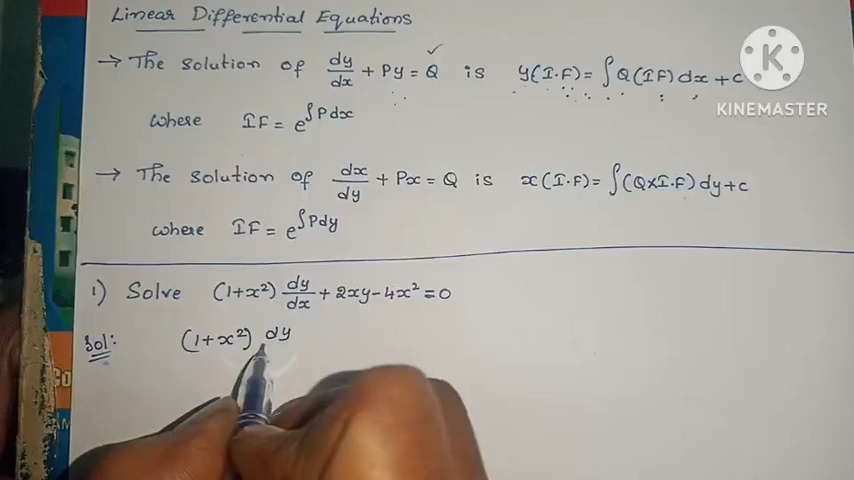 Linear Differential Equations
→ The solution of dy/dx + Py = Q is y(I.F) = ∫Q(IF)dx + c
where IF = e^∫Pdx
→ The solution of dx/dy + Px = Q is x(I.F) = ∫(Q×I.F)dy + c
where IF = e^∫Pdy
1) Solve (1+x²) dy/dx + 2xy - 4x² = 0
Sol: (1+x²) dy
K
KINEMASTER